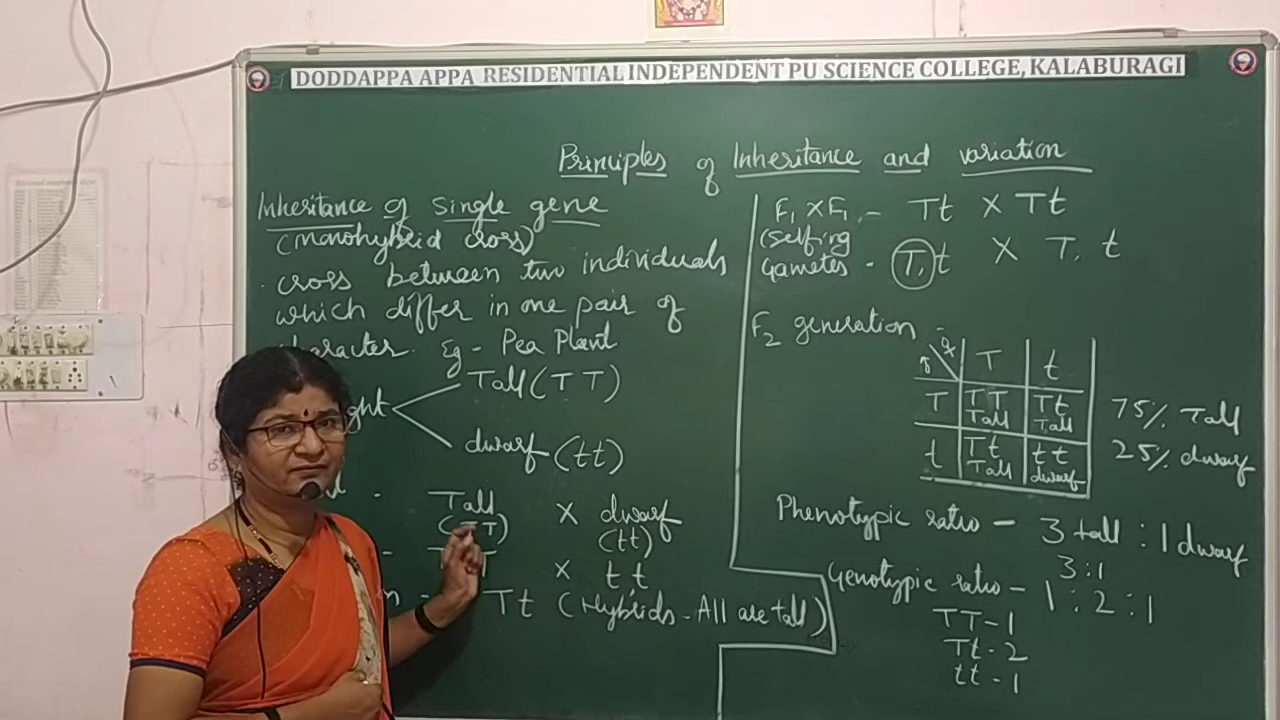 DODDAPPA APPA RESIDENTIAL INDEPENDENT PU SCIENCE COLLEGE, KALABURAGI
Principles of Inheritance and variation
Inheritance of single gene
(monohybrid cross)
cross between two individuals
which differ in one pair of
character. Eg - Pea Plant
Tall (TT)
dwarf (tt)
Tall X dwarf
(TT) (tt)
X t, t
Tt (Hybrids - All are tall)
F1 X F1 - Tt X Tt
(selfing
Gametes - T, t X T, t
F2 generation -
♀ T t
♂
T TT Tt
Tall Tall
t Tt tt
Tall dwarf
75% Tall
25% dwarf
Phenotypic ratio - 3 tall : 1 dwarf
3:1
Genotypic ratio - 1 : 2 : 1
TT - 1
Tt - 2
tt - 1